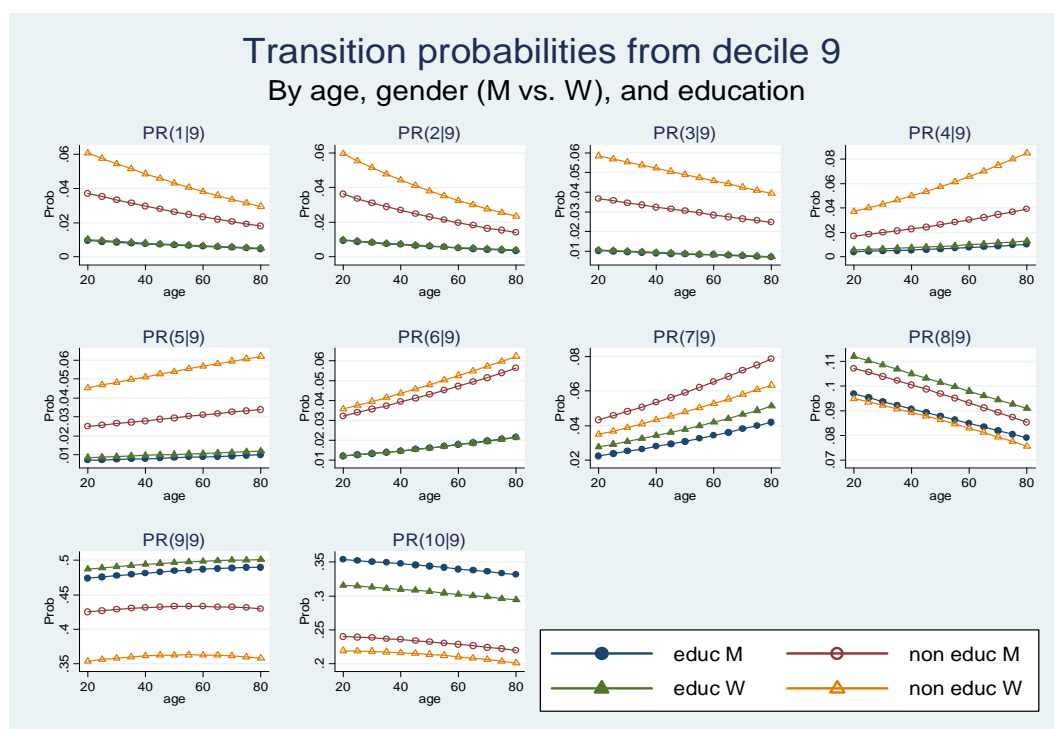 Transition probabilities from decile 9
By age, gender (M vs. W), and education
PR(1|9)
Prob
0 .02 .04 .06
20 40 60 80
age
PR(2|9)
Prob
0 .02 .04 .06
20 40 60 80
age
PR(3|9)
Prob
.01 .02 .03 .04 .05 .06
20 40 60 80
age
PR(4|9)
Prob
0 .02 .04 .06 .08
20 40 60 80
age
PR(5|9)
Prob
.01 .02 .03 .04 .05 .06
20 40 60 80
age
PR(6|9)
Prob
.01 .02 .03 .04 .05 .06
20 40 60 80
age
PR(7|9)
Prob
.02 .04 .06 .08
20 40 60 80
age
PR(8|9)
Prob
.07 .08 .09 .1 .11
20 40 60 80
age
PR(9|9)
Prob
.35 .4 .45 .5
20 40 60 80
age
PR(10|9)
Prob
.2 .25 .3 .35
20 40 60 80
age
educ M non educ M
educ W non educ W